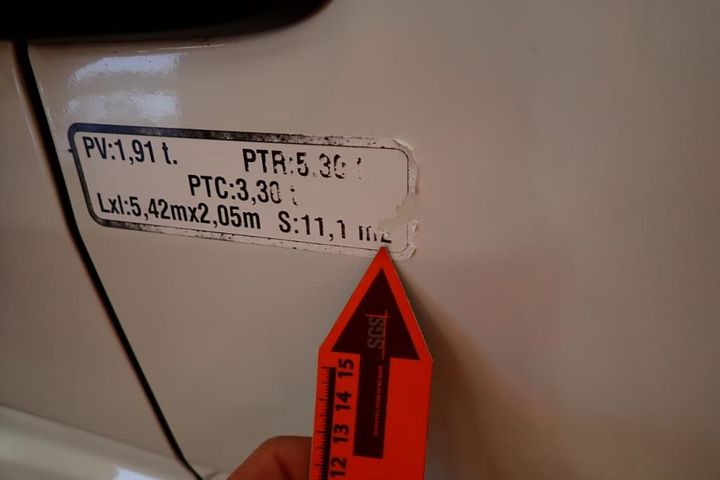 PV:1,91 t. PTR:5.30 t
PTC:3,30 t
Lxl:5,42mx2,05m S:11,1 m2
SGS
15
14
13
12